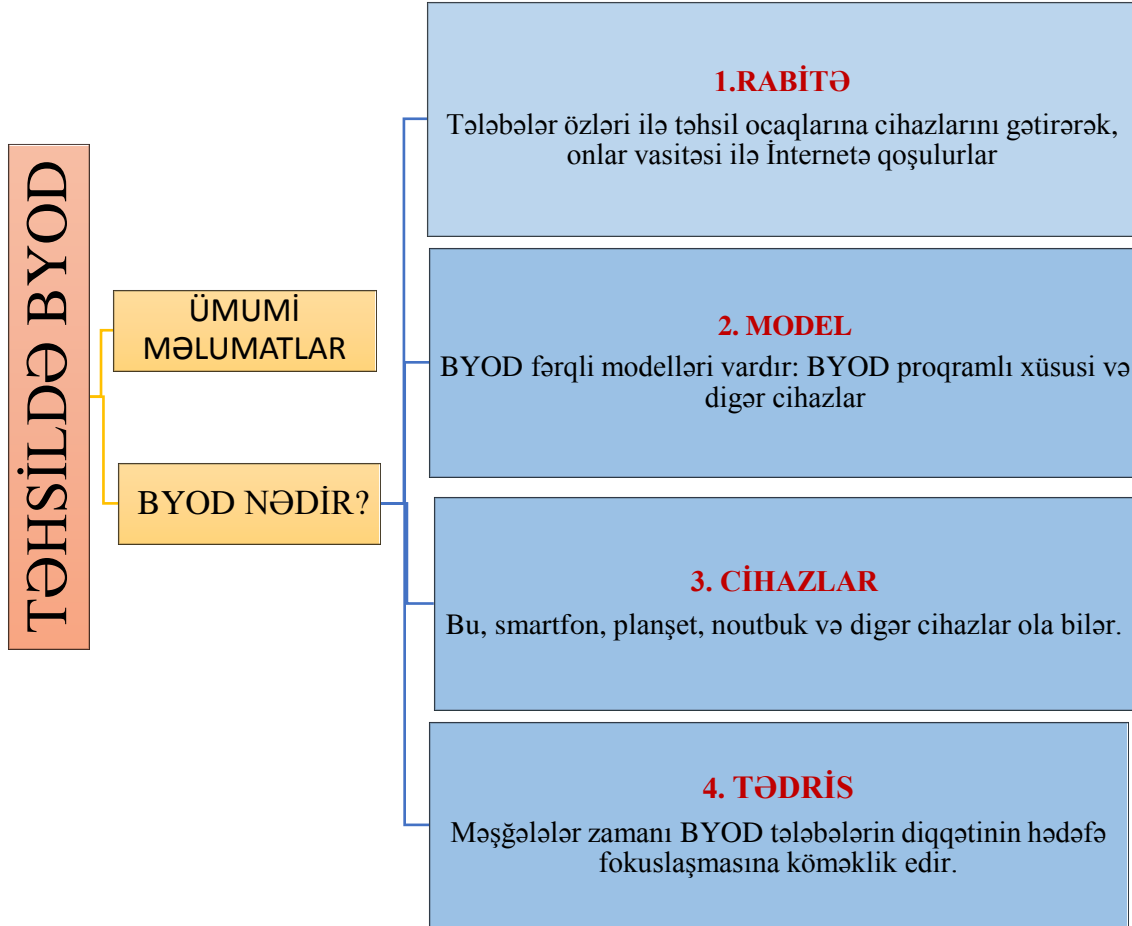 TƏHSİLDƏ BYOD
ÜMUMİ
MƏLUMATLAR
BYOD NƏDİR?
1.RABİTƏ
Tələbələr özləri ilə təhsil ocaqlarına cihazlarını gətirərək,
onlar vasitəsi ilə İnternetə qoşulurlar
2. MODEL
BYOD fərqli modelləri vardır: BYOD proqramlı xüsusi və
digər cihazlar
3. CİHAZLAR
Bu, smartfon, planşet, noutbuk və digər cihazlar ola bilər.
4. TƏDRİS
Məşğələlər zamanı BYOD tələbələrin diqqətinin hədəfə
fokuslaşmasına köməklik edir.